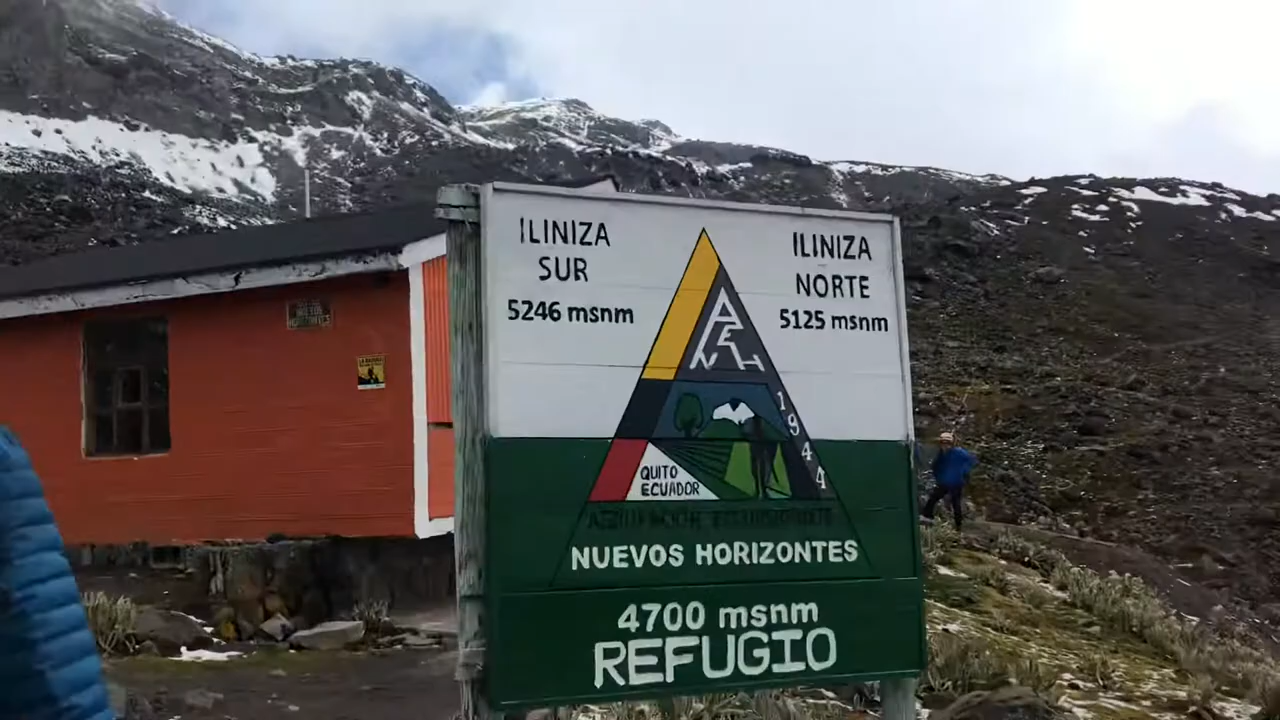 ILINIZA
SUR
5246 msnm
ILINIZA
NORTE
5125 msnm
1944
QUITO
ECUADOR
NUEVOS HORIZONTES
4700 msnm
REFUGIO